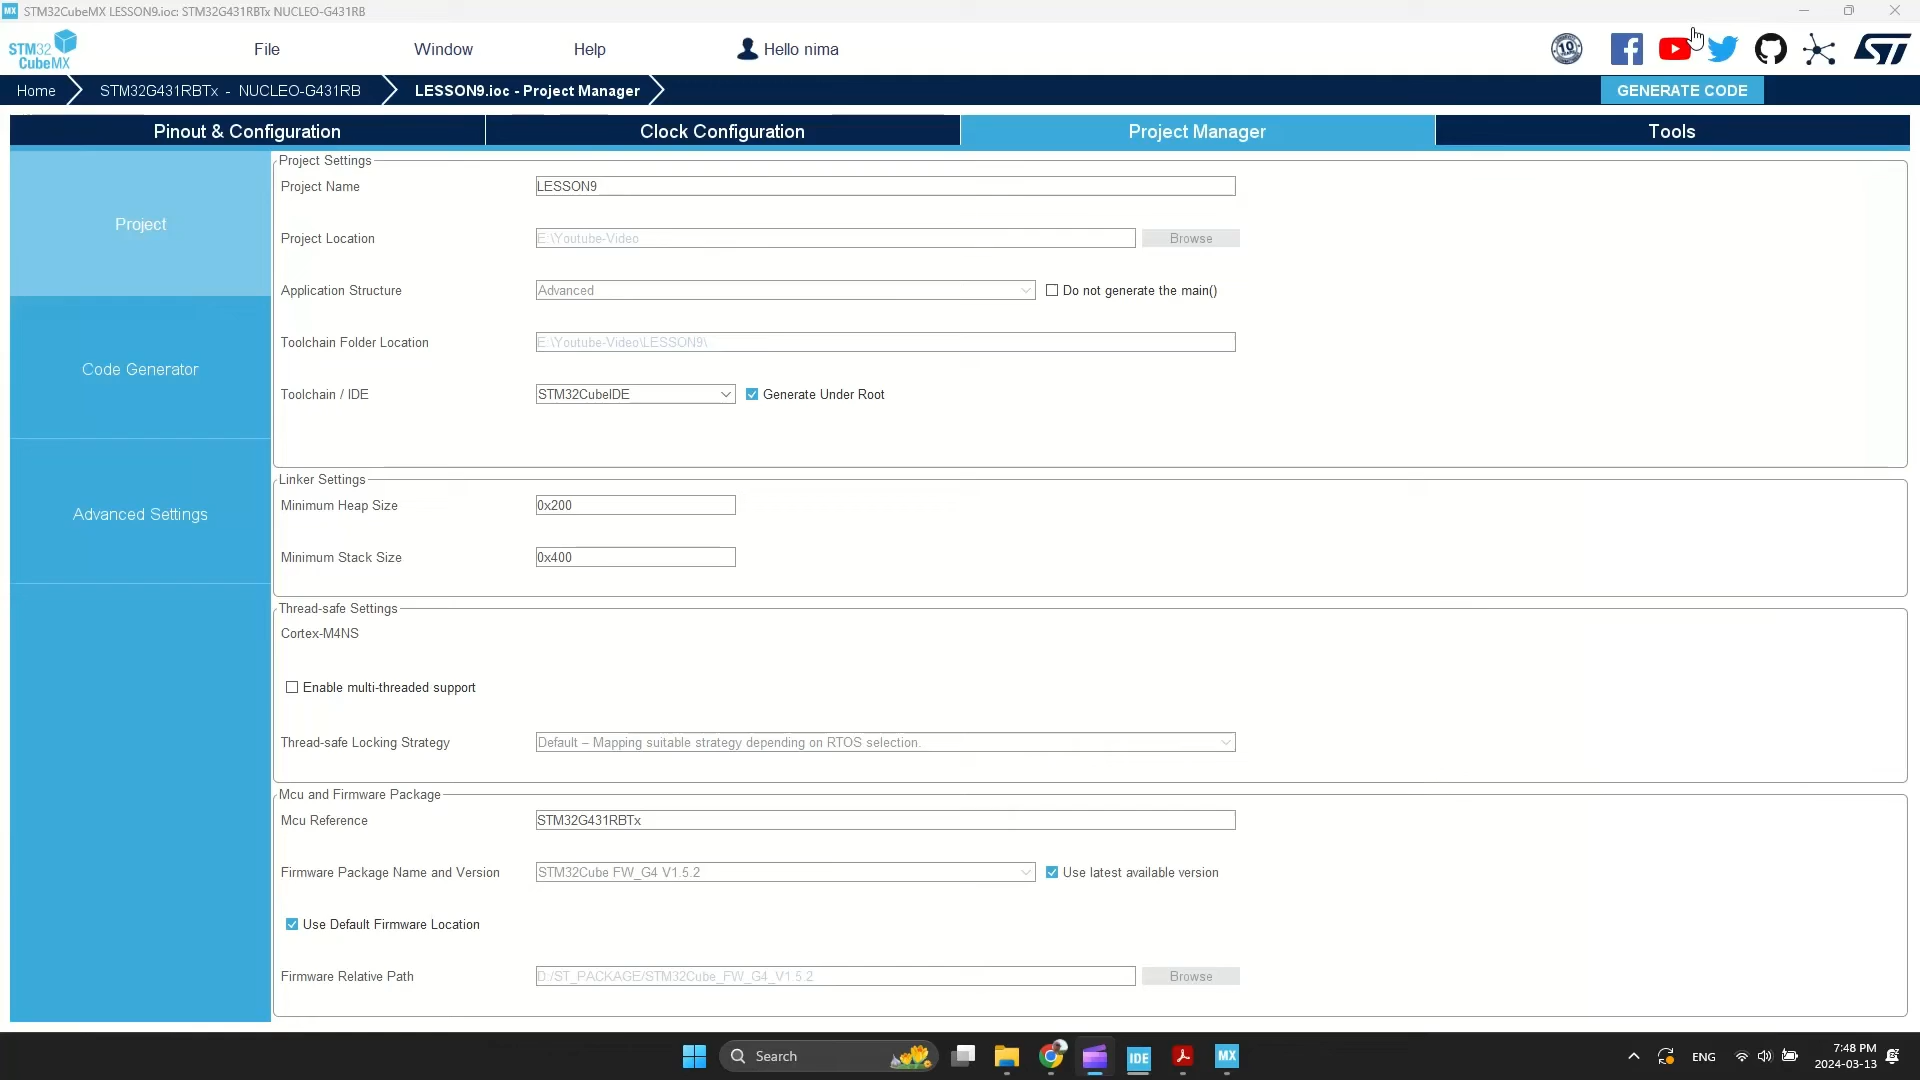 MX STM32CubeMX LESSON9.ioc: STM32G431RBTx NUCLEO-G431RB
STM32
CubeMX
File
Window
Help
Hello nima
10
Home
STM32G431RBTx - NUCLEO-G431RB
LESSON9.ioc - Project Manager
GENERATE CODE
Pinout & Configuration
Clock Configuration
Project Manager
Tools
Project
Code Generator
Advanced Settings
Project Settings
Project Name
LESSON9
Project Location
E:\Youtube-Video
Browse
Application Structure
Advanced
Do not generate the main()
Toolchain Folder Location
E:\Youtube-Video\LESSON9\
Toolchain / IDE
STM32CubeIDE
Generate Under Root
Linker Settings
Minimum Heap Size
0x200
Minimum Stack Size
0x400
Thread-safe Settings
Cortex-M4NS
Enable multi-threaded support
Thread-safe Locking Strategy
Default – Mapping suitable strategy depending on RTOS selection.
Mcu and Firmware Package
Mcu Reference
STM32G431RBTx
Firmware Package Name and Version
STM32Cube FW_G4 V1.5.2
Use latest available version
Use Default Firmware Location
Firmware Relative Path
D:/ST_PACKAGE/STM32Cube_FW_G4_V1.5.2
Browse
Search
IDE
MX
ENG
7:48 PM
2024-03-13